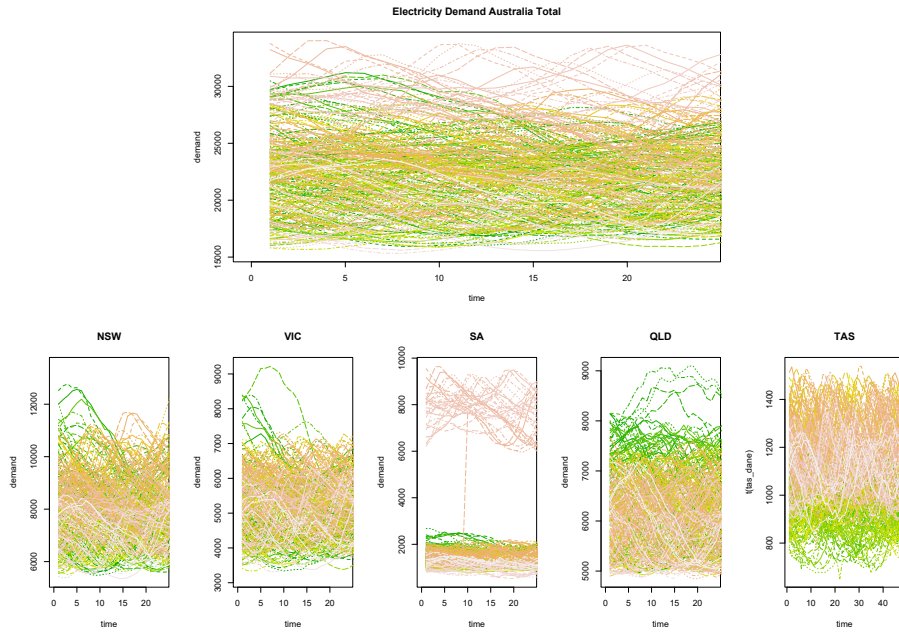 Electricity Demand Australia Total
demand
30000
25000
20000
15000
0 5 10 15 20
time
NSW
demand
12000
10000
8000
6000
0 5 10 15 20
time
VIC
demand
9000
8000
7000
6000
5000
4000
3000
0 5 10 15 20
time
SA
demand
10000
8000
6000
4000
2000
0 5 10 15 20 25
time
QLD
demand
9000
8000
7000
6000
5000
0 5 10 15 20
time
TAS
t(tas_dane)
1400
1200
1000
800
0 10 20 30 40
time